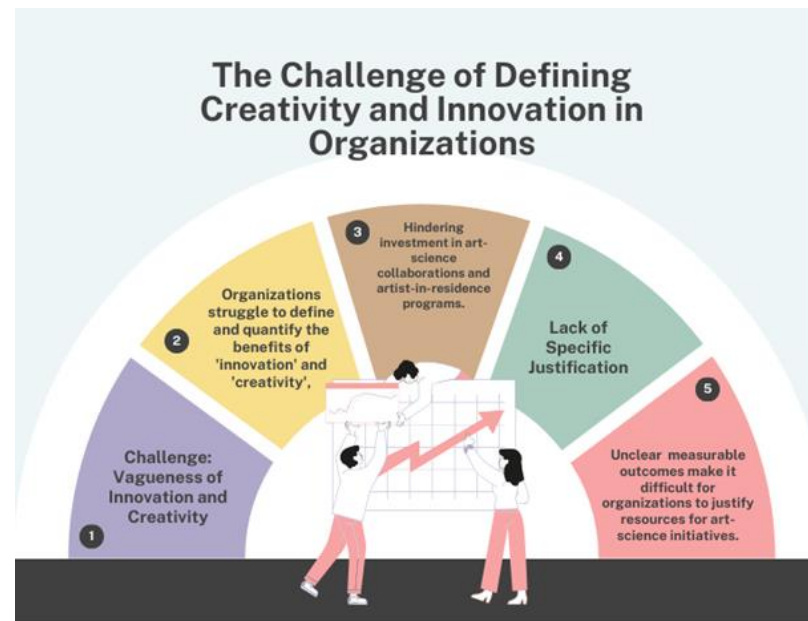 The Challenge of Defining
Creativity and Innovation in
Organizations
1
Challenge:
Vagueness of
Innovation and
Creativity
2
Organizations
struggle to define
and quantify the
benefits of
'innovation' and
'creativity',
3
Hindering
investment in art-
science
collaborations and
artist-in-residence
programs.
4
Lack of
Specific
Justification
5
Unclear measurable
outcomes make it
difficult for
organizations to justify
resources for art-
science initiatives.